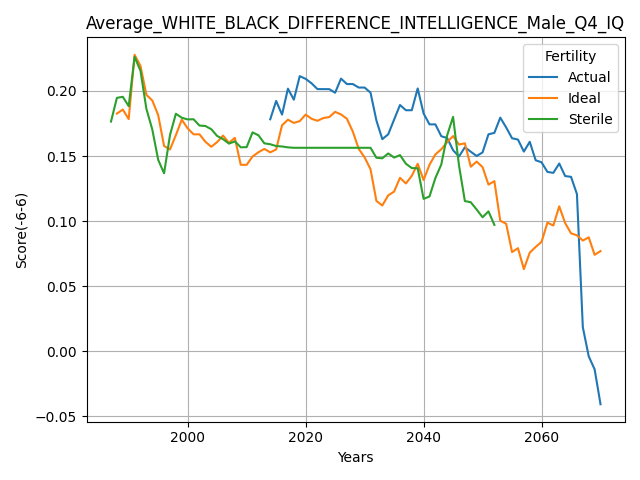 Average_WHITE_BLACK_DIFFERENCE_INTELLIGENCE_Male_Q4_IQ
Fertility
Actual
Ideal
Sterile
Score(-6-6)
0.20
0.15
0.10
0.05
0.00
−0.05
2000
2020
2040
2060
Years